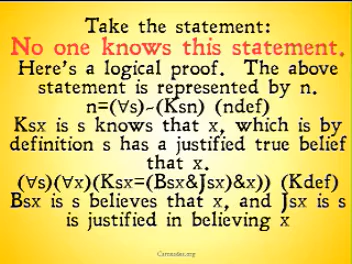 Take the statement:
No one knows this statement.
Here's a logical proof. The above
statement is represented by n.
n=(∀s)~(Ksn) (ndef)
Ksx is s knows that x, which is by
definition s has a justified true belief
that x.
(∀s)(∀x)(Ksx=(Bsx&Jsx)&x)) (Kdef)
Bsx is s believes that x, and Jsx is s
is justified in believing x